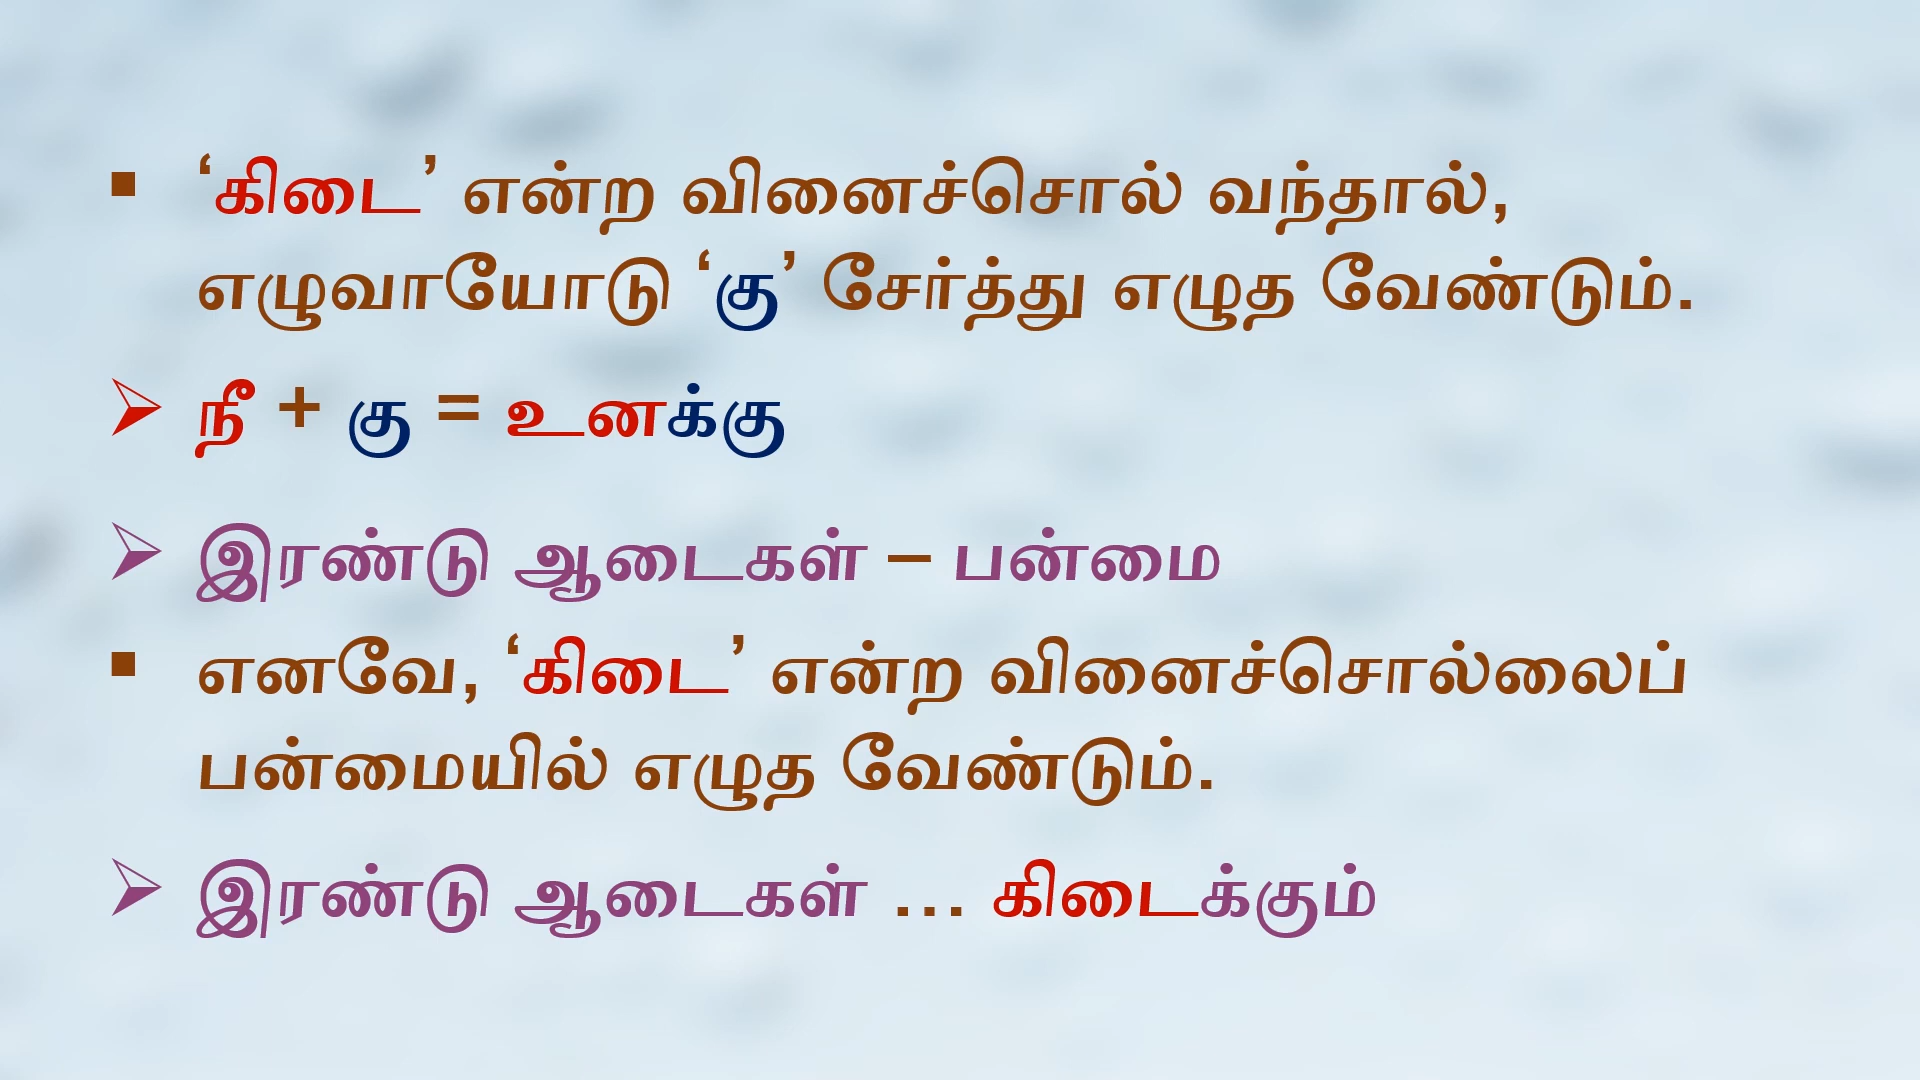 ▪ ‘கிடை’ என்ற வினைச்சொல் வந்தால்,
எழுவாயோடு ‘கு’ சேர்த்து எழுத வேண்டும்.
➢ நீ + கு = உனக்கு
➢ இரண்டு ஆடைகள் – பன்மை
▪ எனவே, ‘கிடை’ என்ற வினைச்சொல்லைப்
பன்மையில் எழுத வேண்டும்.
➢ இரண்டு ஆடைகள் … கிடைக்கும்